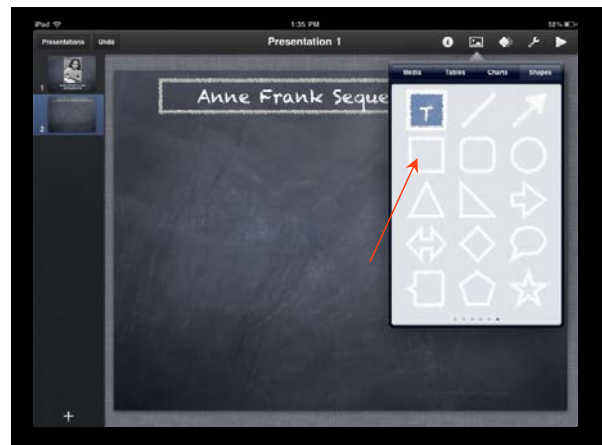 iPad 1:35 PM 52%
Presentations Undo Presentation 1
Media Tables Charts Shapes
1
Anne Frank Seque
T
2